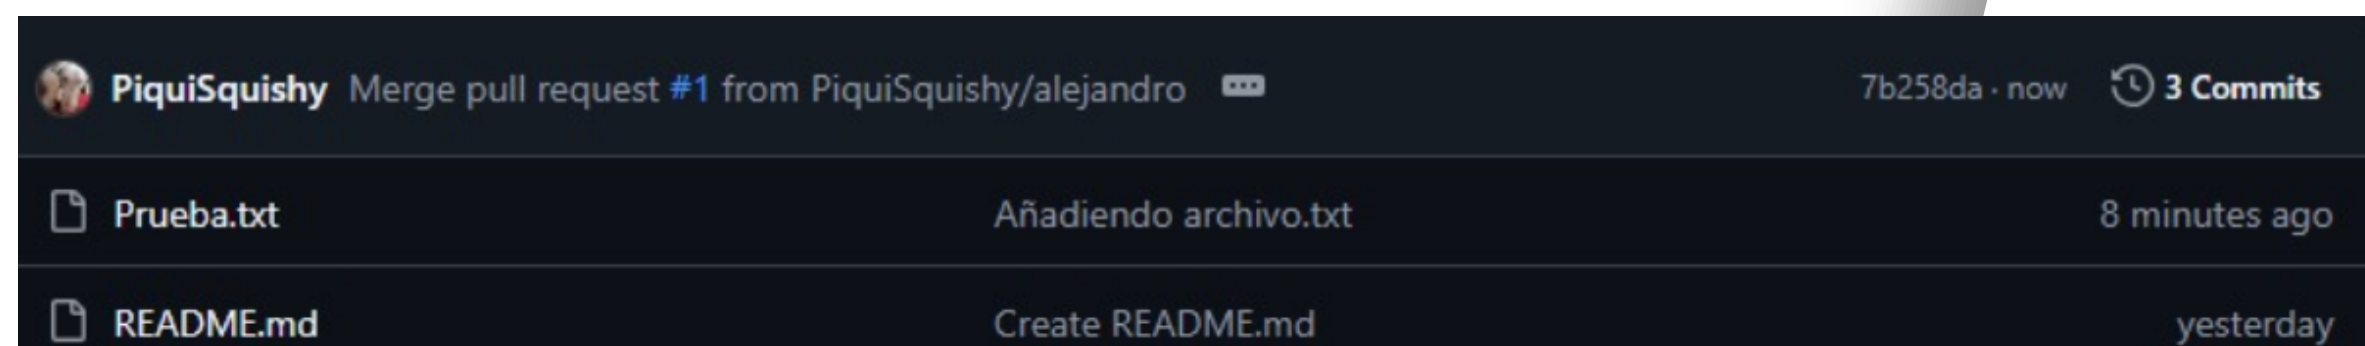 PiquiSquishy Merge pull request #1 from PiquiSquishy/alejandro 7b258da · now 3 Commits
Prueba.txt Añadiendo archivo.txt 8 minutes ago
README.md Create README.md yesterday